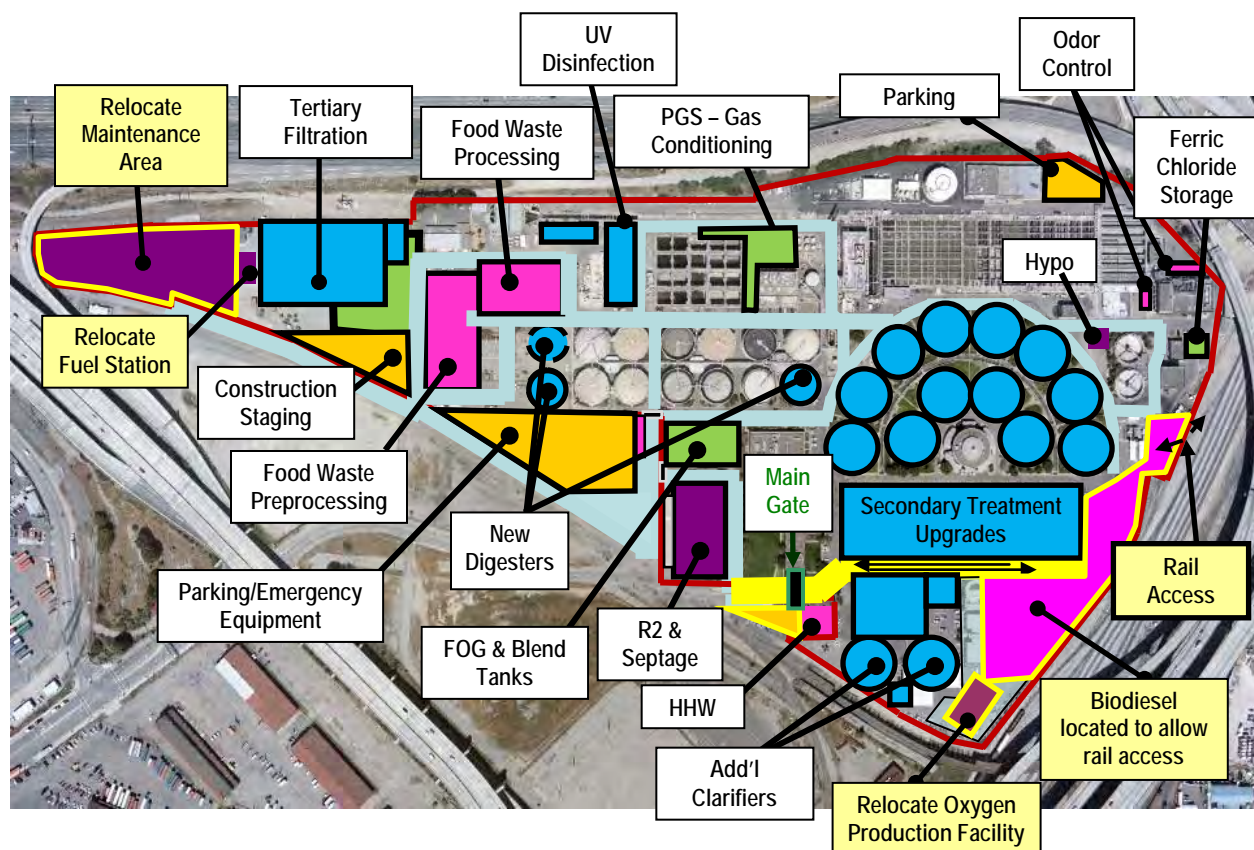 UV
Disinfection
Odor
Control
Relocate
Maintenance
Area
Tertiary
Filtration
Food Waste
Processing
PGS – Gas
Conditioning
Parking
Ferric
Chloride
Storage
Hypo
Relocate
Fuel Station
Construction
Staging
Food Waste
Preprocessing
Main
Gate
Secondary Treatment
Upgrades
New
Digesters
Rail
Access
Parking/Emergency
Equipment
FOG & Blend
Tanks
R2 &
Septage
HHW
Biodiesel
located to allow
rail access
Add'l
Clarifiers
Relocate Oxygen
Production Facility